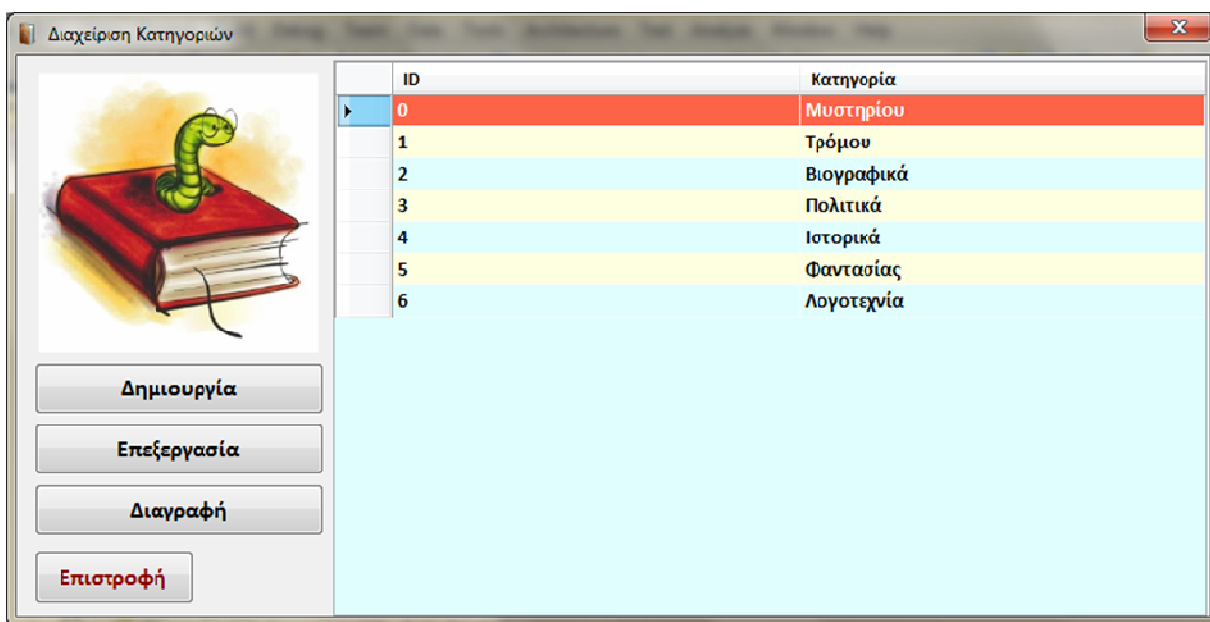 Διαχείριση Κατηγοριών
ID Κατηγορία
0 Μυστηρίου
1 Τρόμου
2 Βιογραφικά
3 Πολιτικά
4 Ιστορικά
5 Φαντασίας
6 Λογοτεχνία
Δημιουργία
Επεξεργασία
Διαγραφή
Επιστροφή